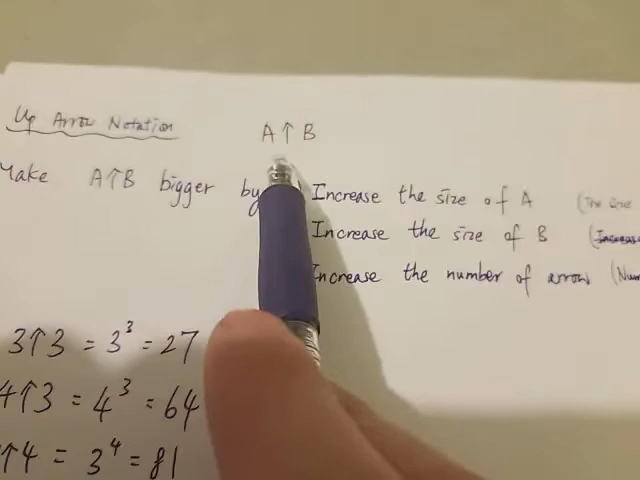 Up Arrow Notation
A↑B
Make A↑B bigger by
Increase the size of A (The
Increase the size of B
Increase the number of arrow
3↑3 = 3³ = 27
4↑3 = 4³ = 64
↑4 = 3⁴ = 81